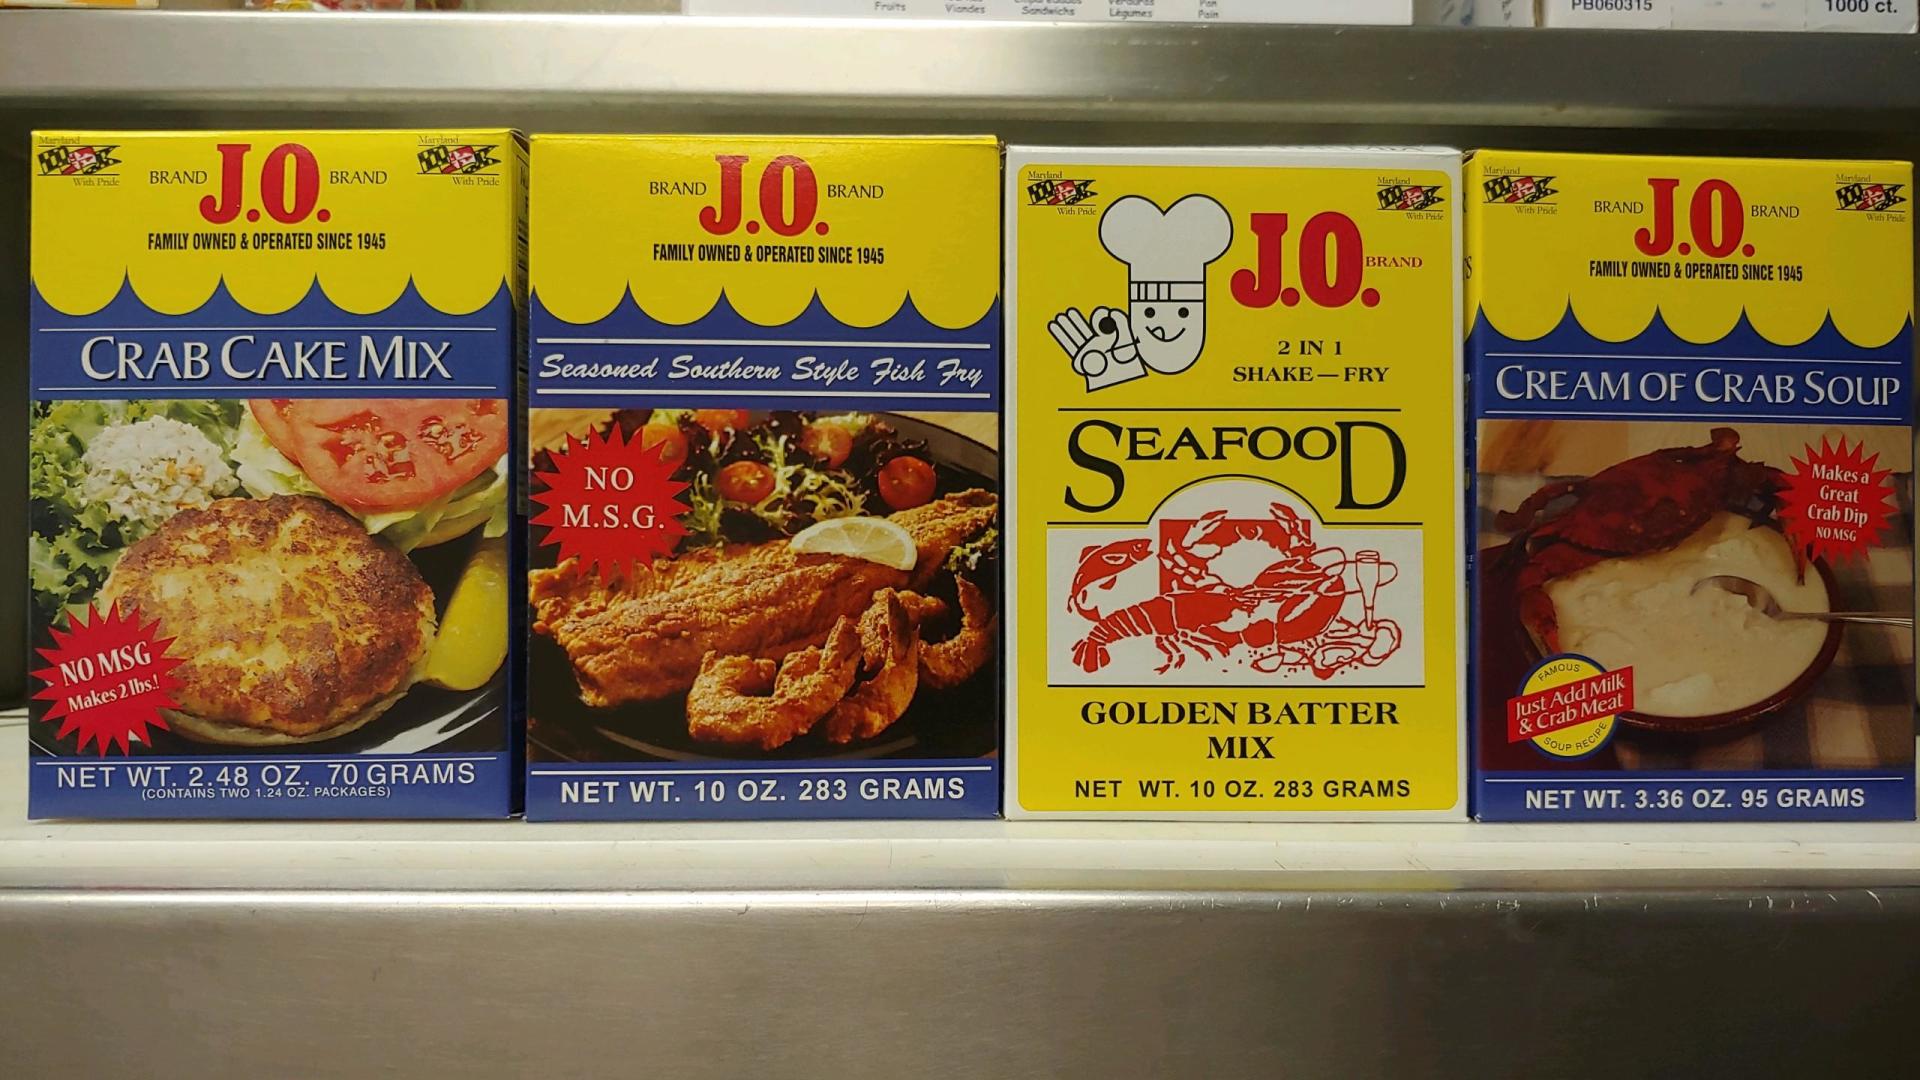 Fruits
Viandes
Sandwichs
Légumes
Pan
Pain
PB060315
1000 ct.
Maryland
With Pride
BRAND J.O. BRAND
Maryland
With Pride
FAMILY OWNED & OPERATED SINCE 1945
CRAB CAKE MIX
NO MSG
Makes 2 lbs.!
NET WT. 2.48 OZ. 70 GRAMS
(CONTAINS TWO 1.24 OZ. PACKAGES)
BRAND J.O. BRAND
FAMILY OWNED & OPERATED SINCE 1945
Seasoned Southern Style Fish Fry
NO
M.S.G.
NET WT. 10 OZ. 283 GRAMS
Maryland
With Pride
Maryland
With Pride
J.O. BRAND
2 IN 1
SHAKE — FRY
SEAFOOD
GOLDEN BATTER
MIX
NET WT. 10 OZ. 283 GRAMS
Maryland
With Pride
BRAND J.O. BRAND
Maryland
With Pride
FAMILY OWNED & OPERATED SINCE 1945
CREAM OF CRAB SOUP
Makes a
Great
Crab Dip
NO MSG
FAMOUS
Just Add Milk
& Crab Meat
SOUP RECIPE
NET WT. 3.36 OZ. 95 GRAMS